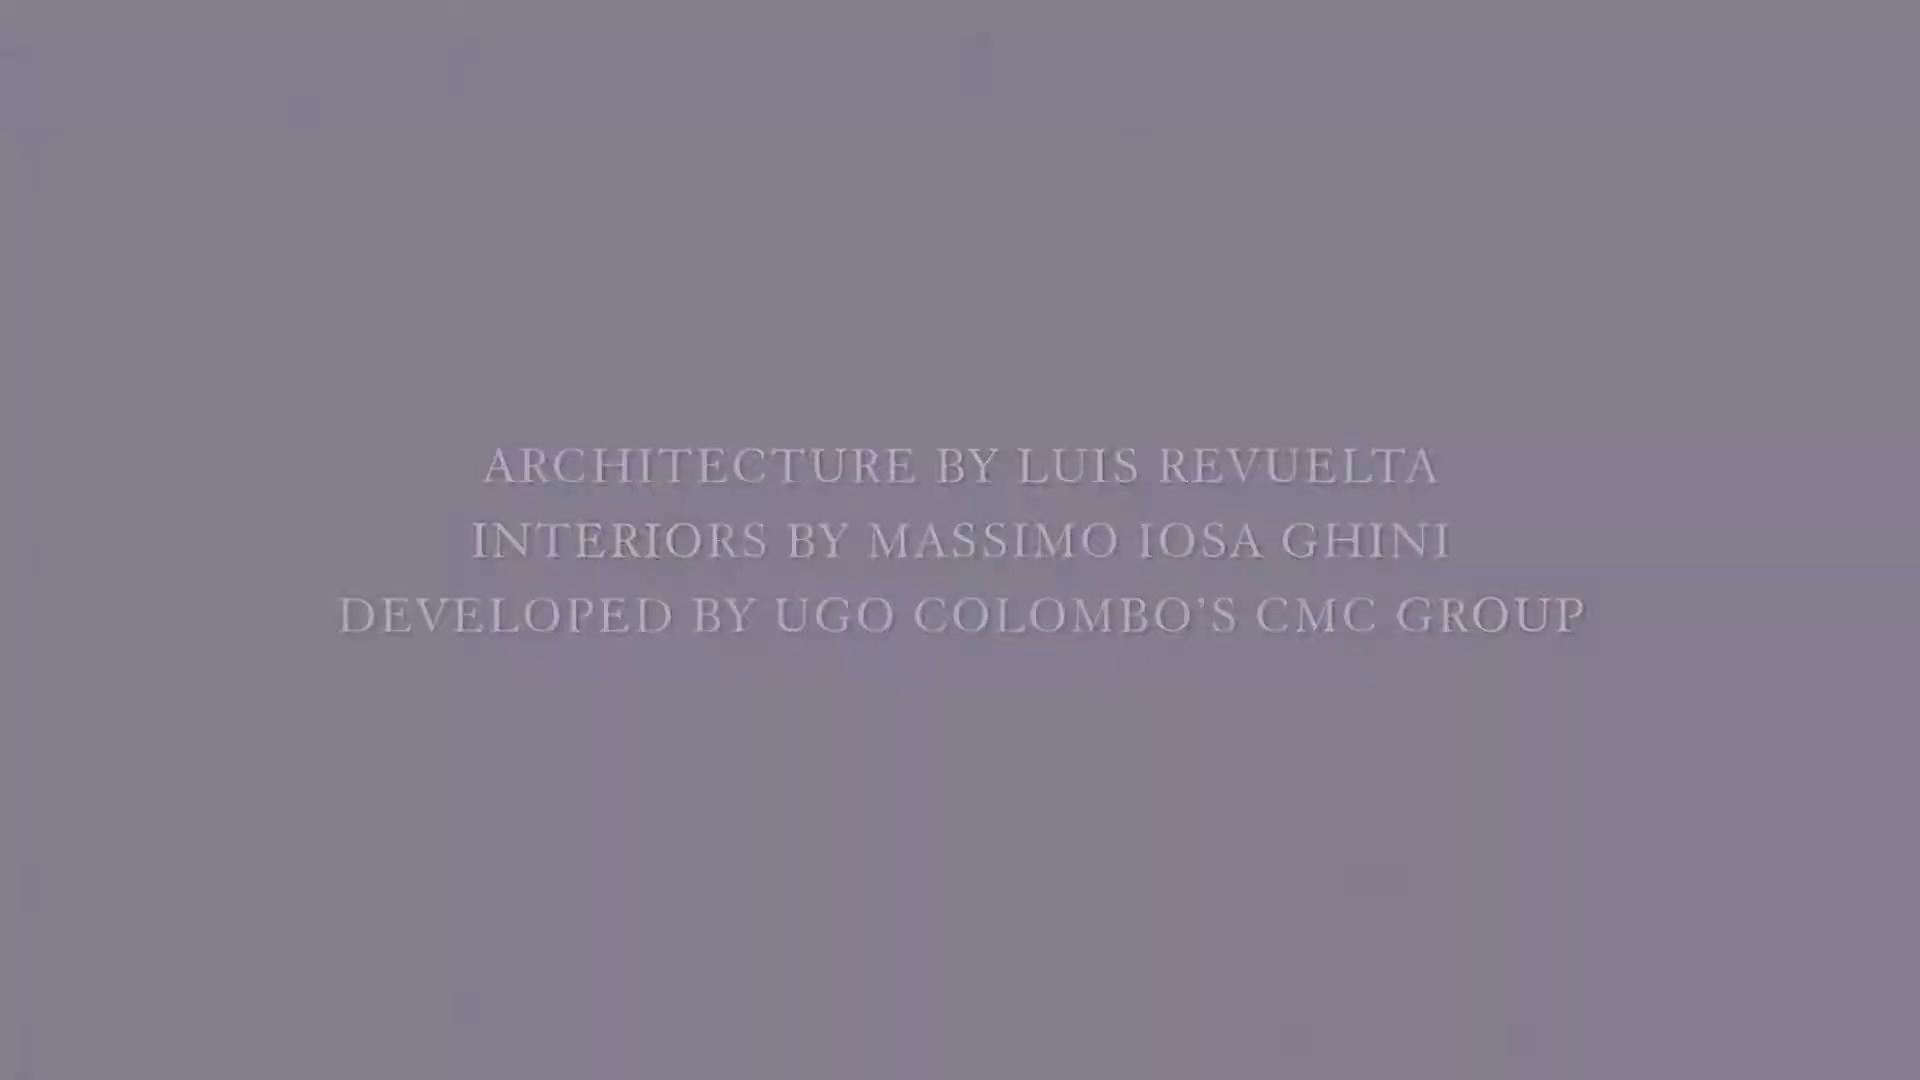 ARCHITECTURE BY LUIS REVUELTA
INTERIORS BY MASSIMO IOSA GHINI
DEVELOPED BY UGO COLOMBO’S CMC GROUP